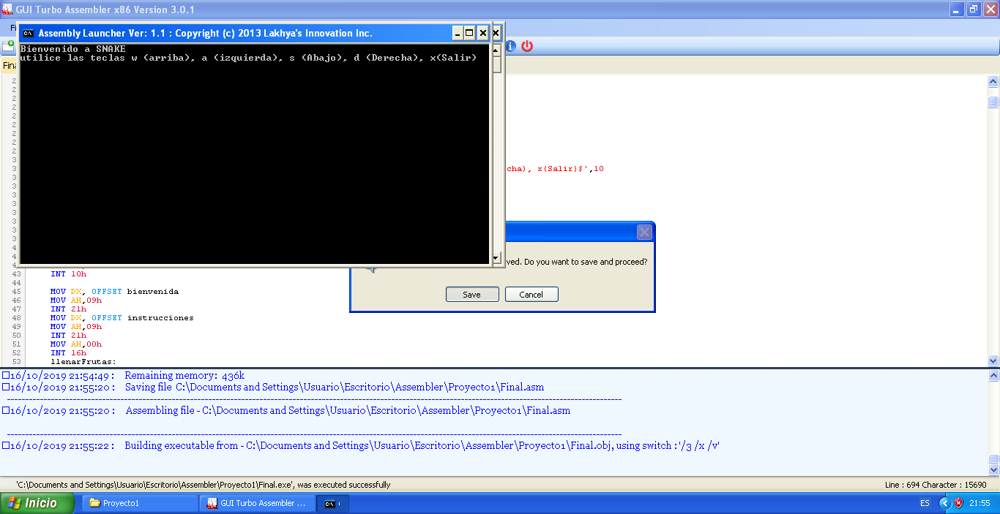 GUI Turbo Assembler x86 Version 3.0.1
Fi
Assembly Launcher Ver: 1.1 : Copyright (c) 2013 Lakhya's Innovation Inc.
Bienvenido a SNAKE
utilice las teclas w (arriba), a (izquierda), s (Abajo), d (Derecha), x(Salir)
Fina
cha), x(Salir)$',10
ved. Do you want to save and proceed?
Save Cancel
43 INT 10h
44
45 MOV DX, OFFSET bienvenida
46 MOV AH,09h
47 INT 21h
48 MOV DX, OFFSET instrucciones
49 MOV AH,09h
50 INT 21h
51 MOV AH,00h
52 INT 16h
53 llenarFrutas:
16/10/2019 21:54:49 : Remaining memory: 436k
16/10/2019 21:55:20 : Saving file C:\Documents and Settings\Usuario\Escritorio\Assembler\Proyecto1\Final.asm
16/10/2019 21:55:20 : Assembling file - C:\Documents and Settings\Usuario\Escritorio\Assembler\Proyecto1\Final.asm
16/10/2019 21:55:22 : Building executable from - C:\Documents and Settings\Usuario\Escritorio\Assembler\Proyecto1\Final.obj, using switch :'/3 /x /v'
'C:\Documents and Settings\Usuario\Escritorio\Assembler\Proyecto1\Final.exe', was executed successfully
Line : 694 Character : 15690
Inicio Proyecto1 GUI Turbo Assembler ... ES 21:55